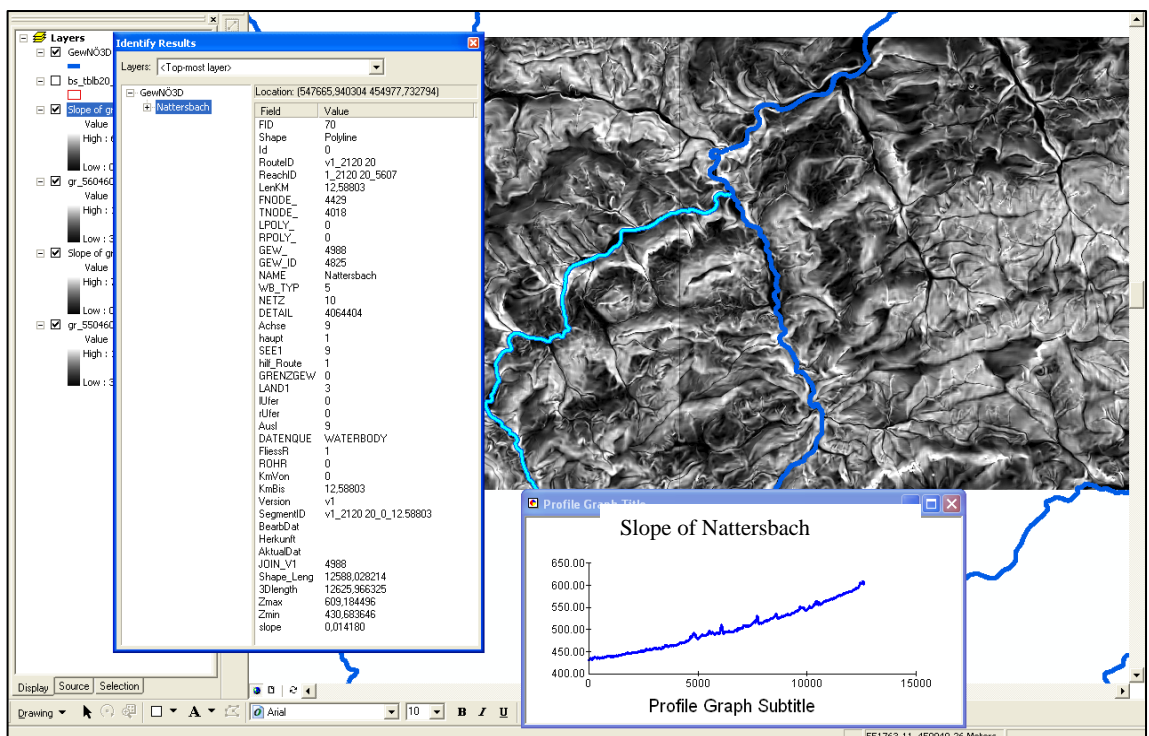 Layers
GewNÖ3D
bs_tblb20_
Slope of gr
Value
High :
Low : 0
gr_560460
Value
High :
Low : 3
Slope of gr
Value
High : 7
Low : 0
gr_550460
Value
High :
Low : 3
Display Source Selection
Identify Results
Layers: <Top-most layer>
GewNÖ3D
Nattersbach
Location: (547665,940304 454977,732794)
Field Value
FID 70
Shape Polyline
Id 0
RouteID v1_2120 20
ReachID 1_2120 20_5607
LenKM 12,58803
FNODE_ 4429
TNODE_ 4018
LPOLY_ 0
RPOLY_ 0
GEW_ 4988
GEW_ID 4825
NAME Nattersbach
WB_TYP 5
NETZ 10
DETAIL 4064404
Achse 9
haupt 1
SEE1 9
hilf_Route 1
GRENZGEW 0
LAND1 3
lUfer 0
rUfer 0
Ausl 9
DATENQUE WATERBODY
FliessR 1
ROHR 0
KmVon 0
KmBis 12,58803
Version v1
SegmentID v1_2120 20_0_12.58803
BearbDat
Herkunft
AktualDat
JOIN_V1 4988
Shape_Leng 12588,028214
3Dlength 12625,966325
Zmax 609,184496
Zmin 430,683646
slope 0,014180
Profile Graph Title
Slope of Nattersbach
650.00
600.00
550.00
500.00
450.00
400.00
0 5000 10000 15000
Profile Graph Subtitle
Drawing A Arial 10 B I U